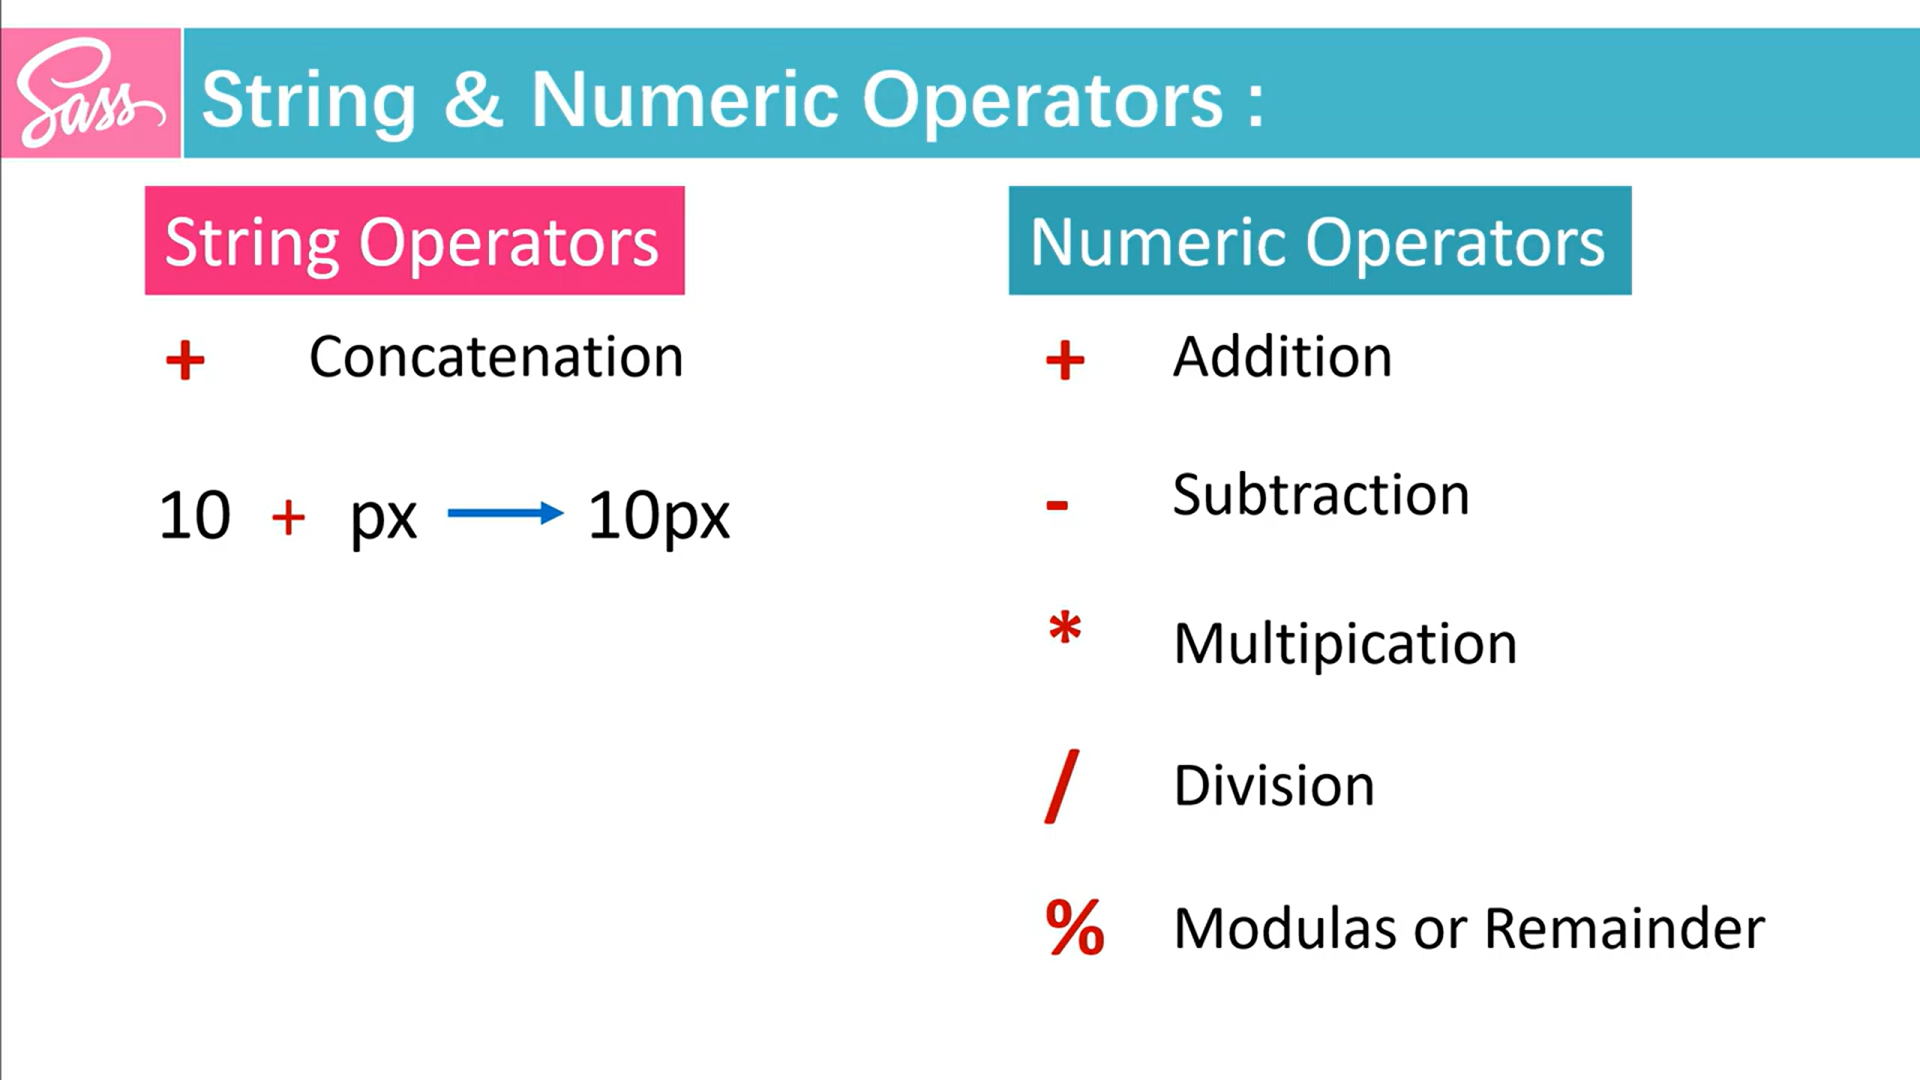 Sass
String & Numeric Operators :
String Operators
+ Concatenation
10 + px 10px
Numeric Operators
+ Addition
- Subtraction
* Multipication
/ Division
% Modulas or Remainder